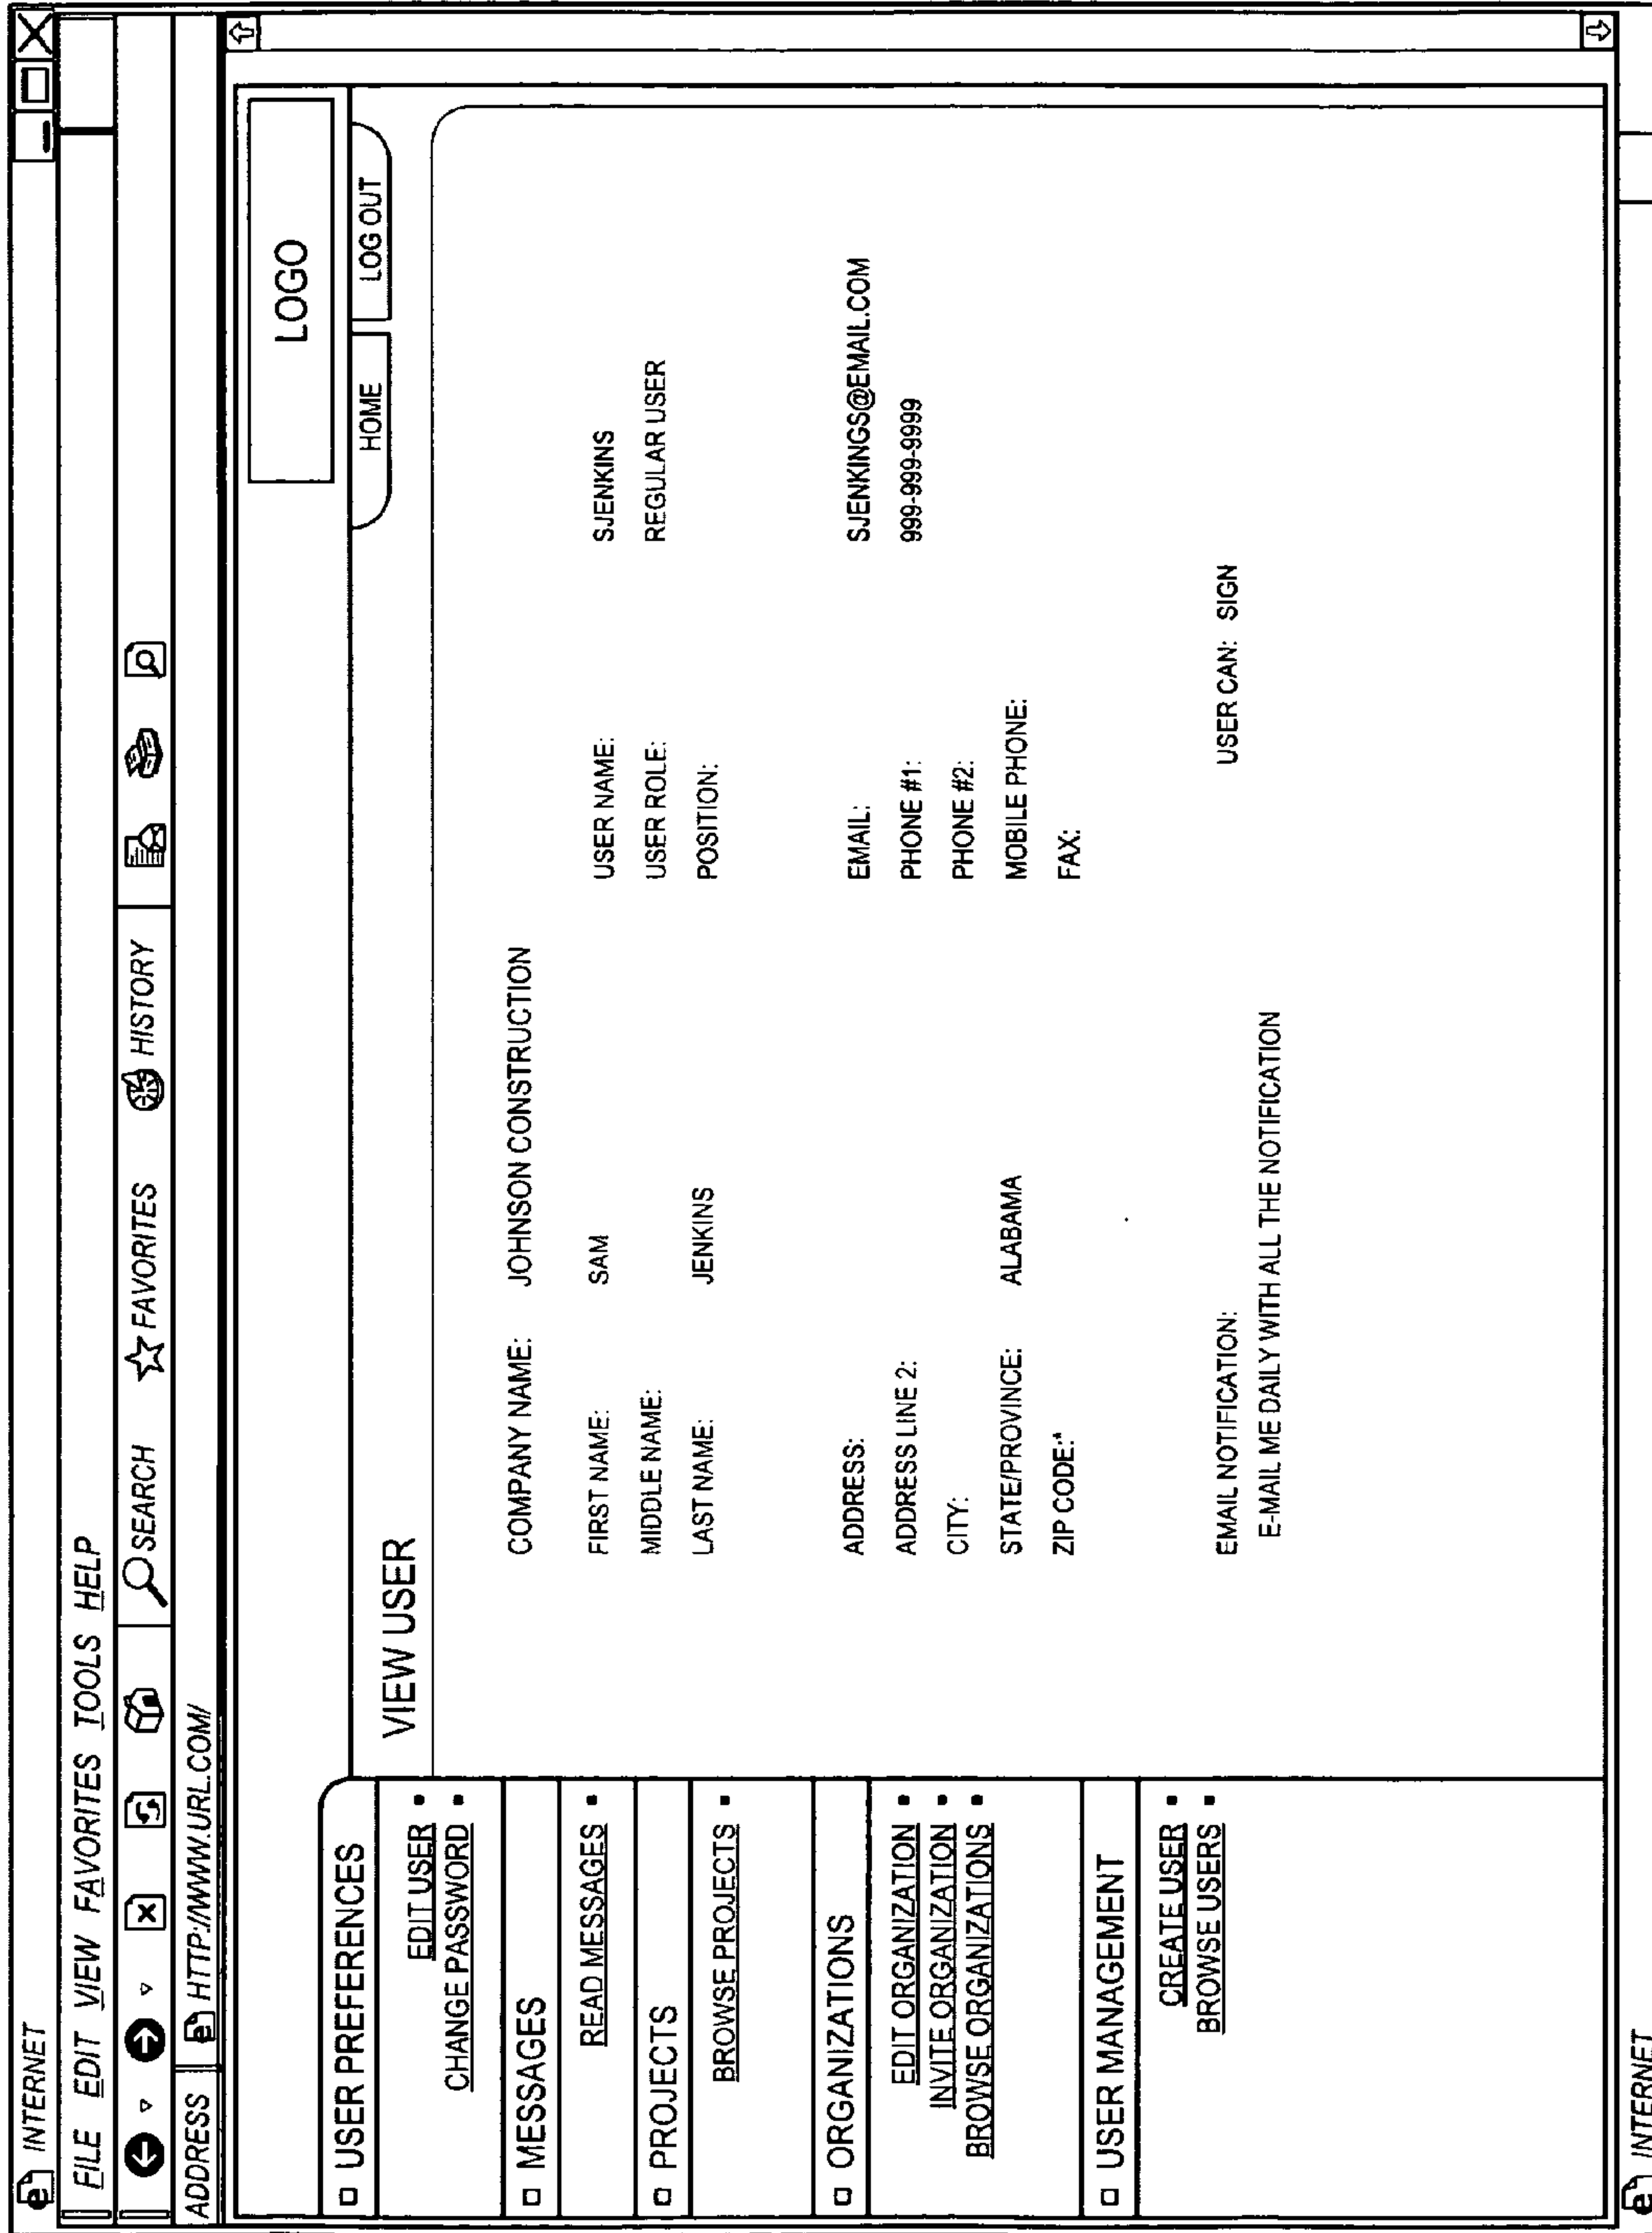 INTERNET
FILE EDIT VIEW FAVORITES TOOLS HELP
SEARCH FAVORITES HISTORY
ADDRESS HTTP://WWW.URL.COM/
LOGO
HOME LOG OUT
USER PREFERENCES
EDIT USER
CHANGE PASSWORD
MESSAGES
READ MESSAGES
PROJECTS
BROWSE PROJECTS
ORGANIZATIONS
EDIT ORGANIZATION
INVITE ORGANIZATION
BROWSE ORGANIZATIONS
USER MANAGEMENT
CREATE USER
BROWSE USERS
VIEW USER
COMPANY NAME: JOHNSON CONSTRUCTION
FIRST NAME: SAM USER NAME: SJENKINS
MIDDLE NAME: USER ROLE: REGULAR USER
LAST NAME: JENKINS POSITION:
ADDRESS: EMAIL: SJENKINGS@EMAIL.COM
ADDRESS LINE 2: PHONE #1: 999-999-9999
CITY: PHONE #2:
STATE/PROVINCE: ALABAMA MOBILE PHONE:
ZIP CODE:* FAX:
EMAIL NOTIFICATION: USER CAN: SIGN
E-MAIL ME DAILY WITH ALL THE NOTIFICATION
INTERNET